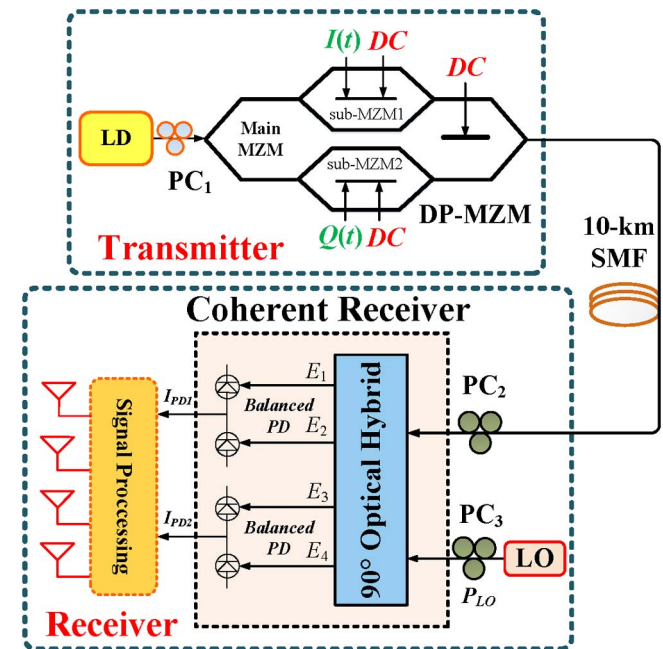 I(t) DC
DC
sub-MZM1
LD
Main
MZM
PC1
sub-MZM2
DP-MZM
Q(t) DC
Transmitter
10-km
SMF
Coherent Receiver
Signal Proccessing
IPD1
IPD2
Balanced
PD
Balanced
PD
E1
E2
E3
E4
90° Optical Hybrid
PC2
PC3
LO
PLO
Receiver